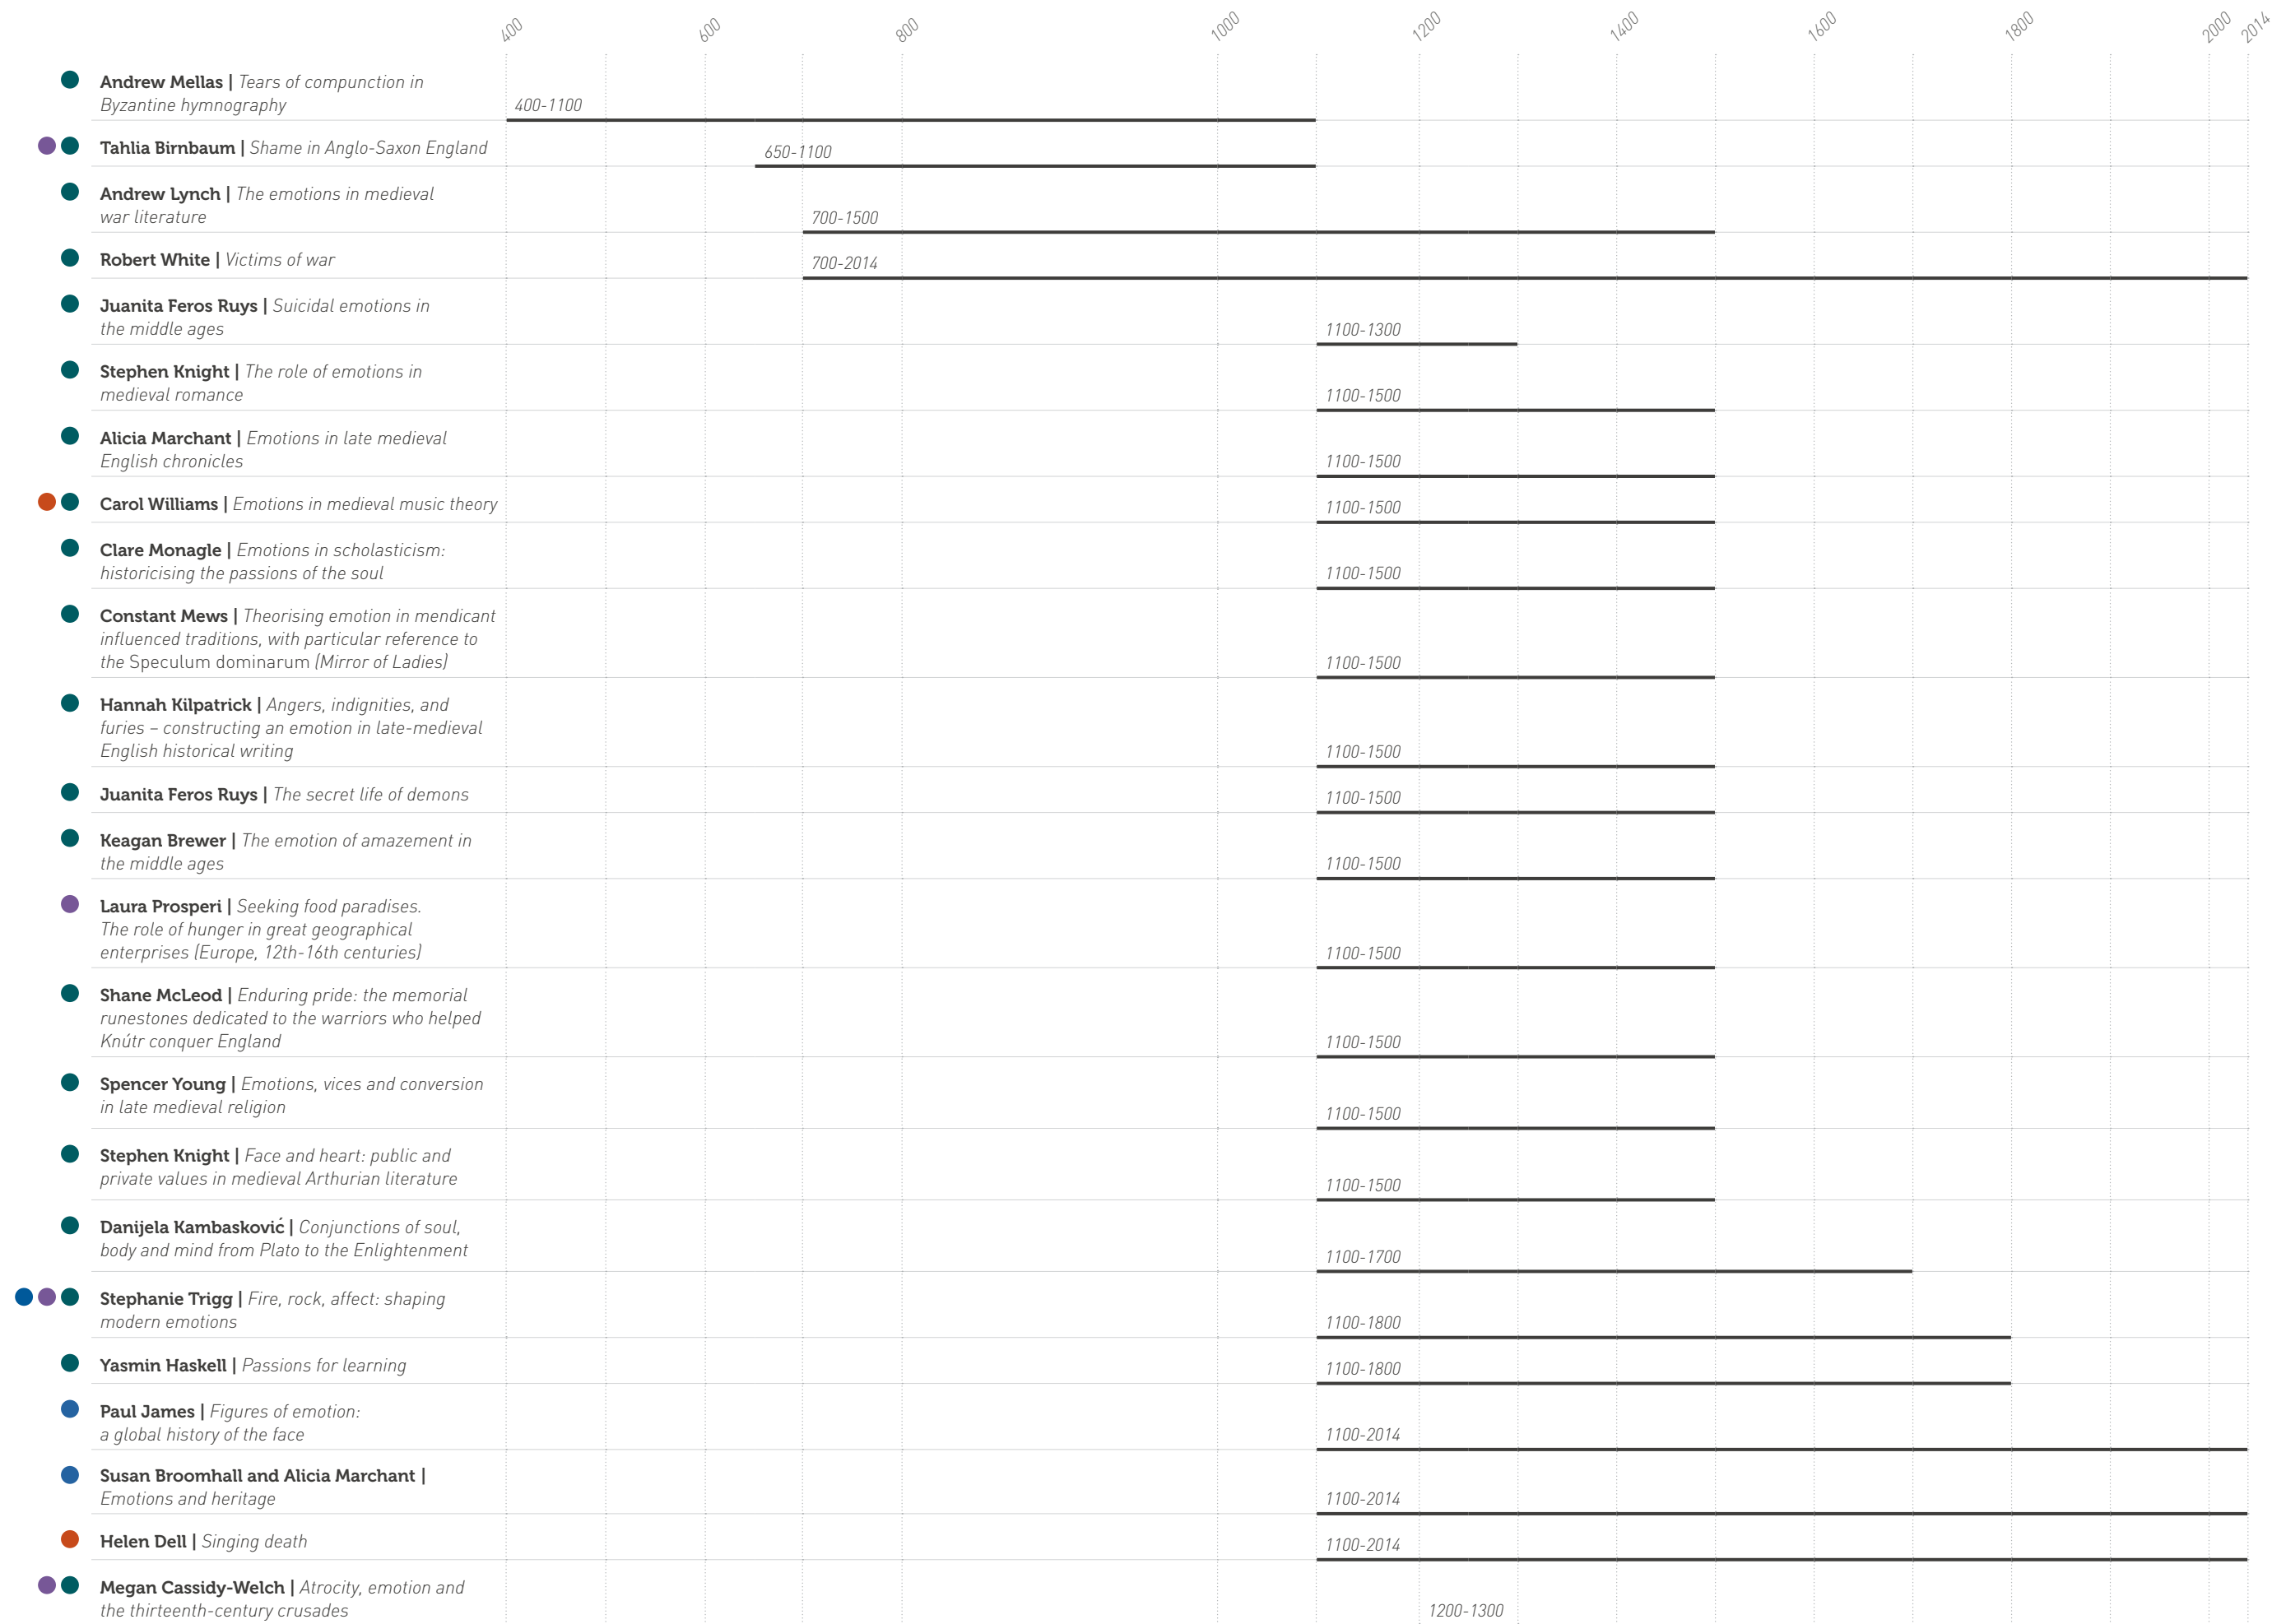 400 600 800 1000 1200 1400 1600 1800 2000 2014
Andrew Mellas | Tears of compunction in
Byzantine hymnography
400-1100
Tahlia Birnbaum | Shame in Anglo-Saxon England
650-1100
Andrew Lynch | The emotions in medieval
war literature
700-1500
Robert White | Victims of war
700-2014
Juanita Feros Ruys | Suicidal emotions in
the middle ages
1100-1300
Stephen Knight | The role of emotions in
medieval romance
1100-1500
Alicia Marchant | Emotions in late medieval
English chronicles
1100-1500
Carol Williams | Emotions in medieval music theory
1100-1500
Clare Monagle | Emotions in scholasticism:
historicising the passions of the soul
1100-1500
Constant Mews | Theorising emotion in mendicant
influenced traditions, with particular reference to
the Speculum dominarum (Mirror of Ladies)
1100-1500
Hannah Kilpatrick | Angers, indignities, and
furies – constructing an emotion in late-medieval
English historical writing
1100-1500
Juanita Feros Ruys | The secret life of demons
1100-1500
Keagan Brewer | The emotion of amazement in
the middle ages
1100-1500
Laura Prosperi | Seeking food paradises.
The role of hunger in great geographical
enterprises (Europe, 12th-16th centuries)
1100-1500
Shane McLeod | Enduring pride: the memorial
runestones dedicated to the warriors who helped
Knútr conquer England
1100-1500
Spencer Young | Emotions, vices and conversion
in late medieval religion
1100-1500
Stephen Knight | Face and heart: public and
private values in medieval Arthurian literature
1100-1500
Danijela Kambasković | Conjunctions of soul,
body and mind from Plato to the Enlightenment
1100-1700
Stephanie Trigg | Fire, rock, affect: shaping
modern emotions
1100-1800
Yasmin Haskell | Passions for learning
1100-1800
Paul James | Figures of emotion:
a global history of the face
1100-2014
Susan Broomhall and Alicia Marchant |
Emotions and heritage
1100-2014
Helen Dell | Singing death
1100-2014
Megan Cassidy-Welch | Atrocity, emotion and
the thirteenth-century crusades
1200-1300